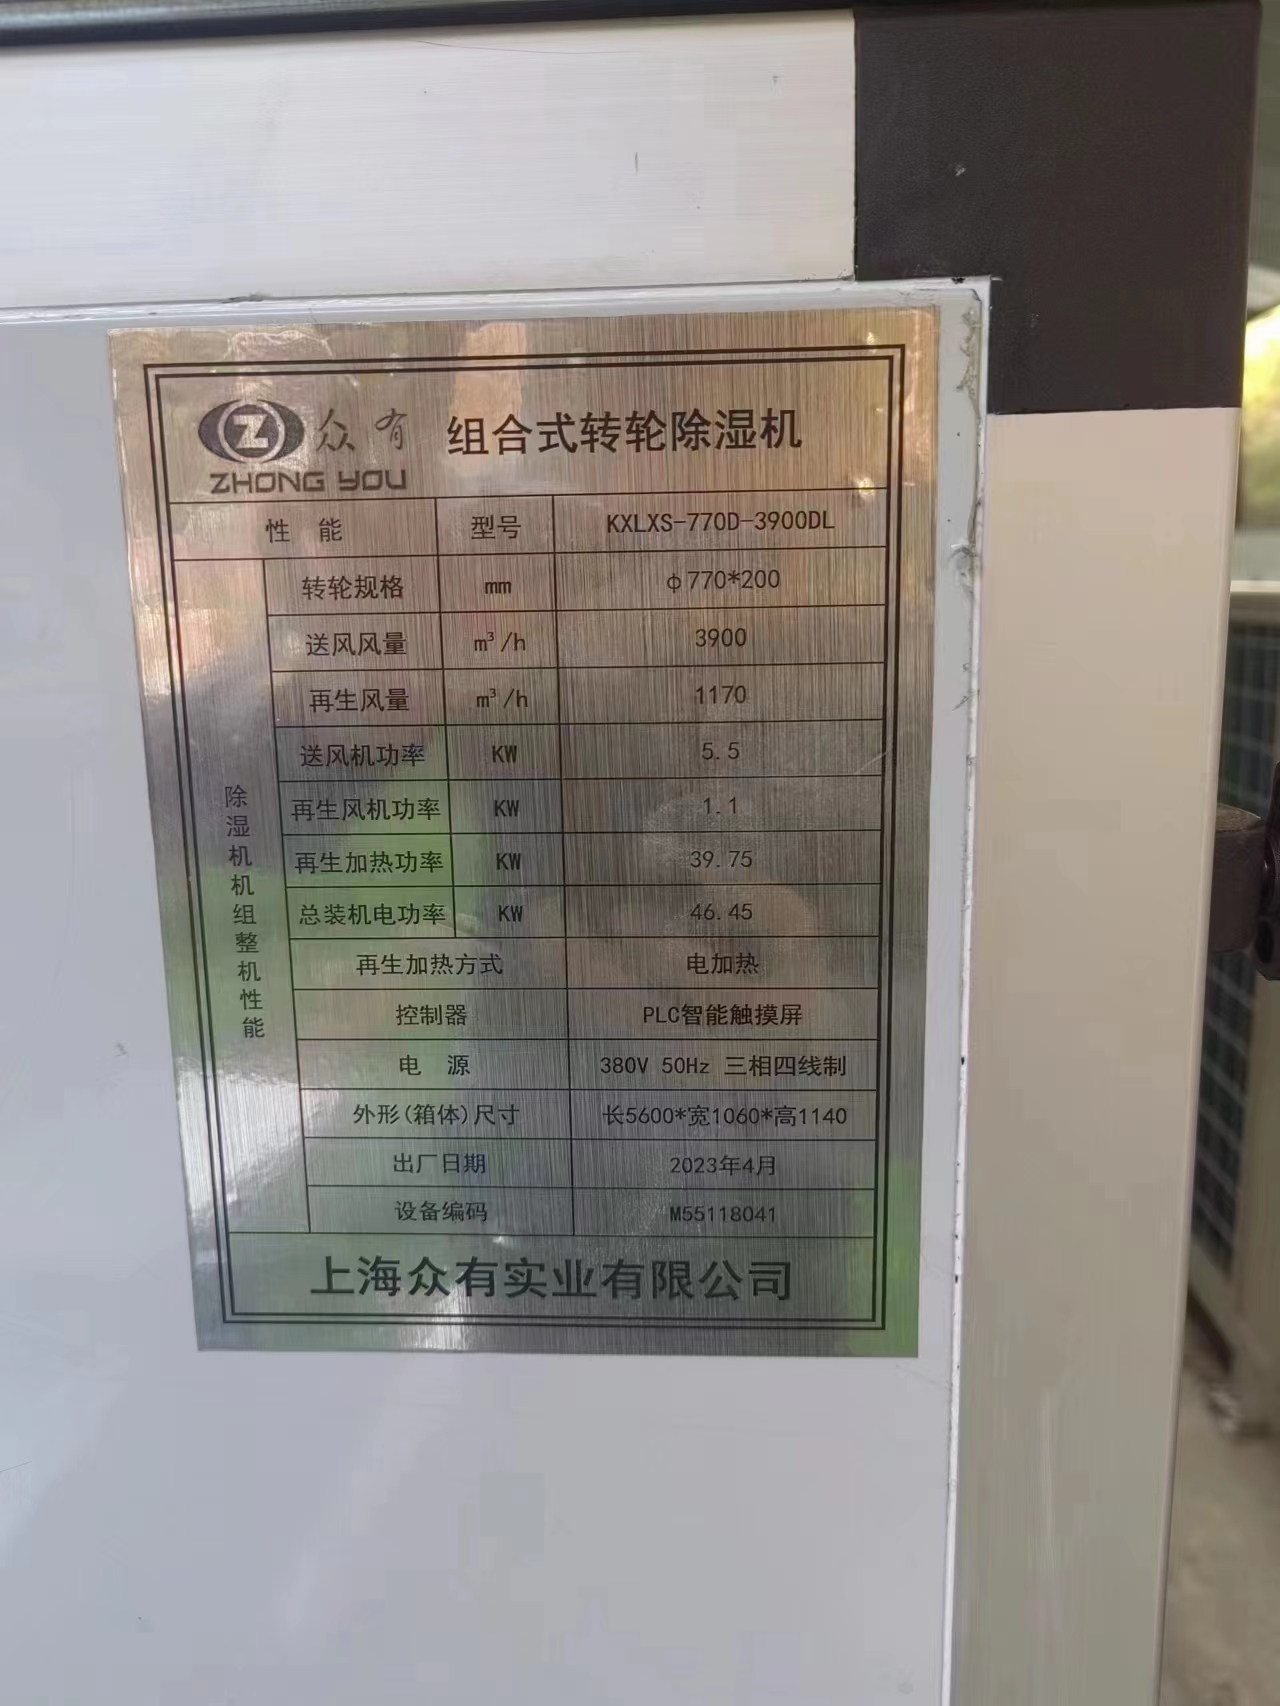 众有 组合式转轮除湿机
ZHONG YOU
性 能 型号 KXLXS-770D-3900DL
除湿机机组整机性能
转轮规格 mm φ770*200
送风风量 m³/h 3900
再生风量 m³/h 1170
送风机功率 KW 5.5
再生风机功率 KW 1.1
再生加热功率 KW 39.75
总装机电功率 KW 46.45
再生加热方式 电加热
控制器 PLC智能触摸屏
电 源 380V 50Hz 三相四线制
外形(箱体)尺寸 长5600*宽1060*高1140
出厂日期 2023年4月
设备编码 M55118041
上海众有实业有限公司